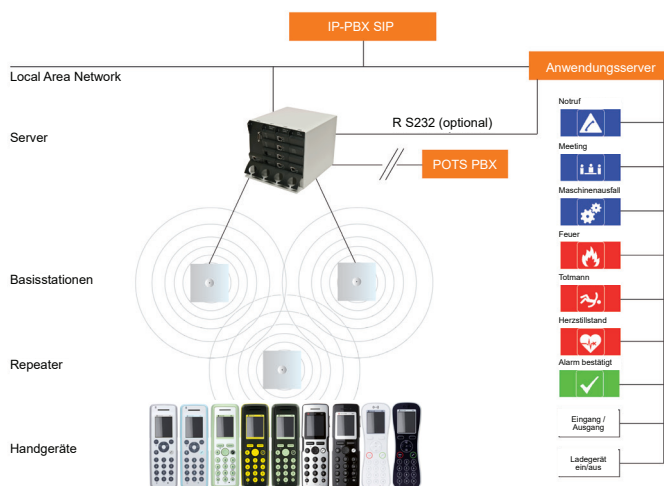 IP-PBX SIP
Local Area Network
Anwendungsserver
Server
R S232 (optional)
POTS PBX
Notruf
Meeting
Maschinenausfall
Feuer
Totmann
Herzstillstand
Alarm bestätigt
Basisstationen
Repeater
Handgeräte
Eingang /
Ausgang
Ladegerät
ein/aus